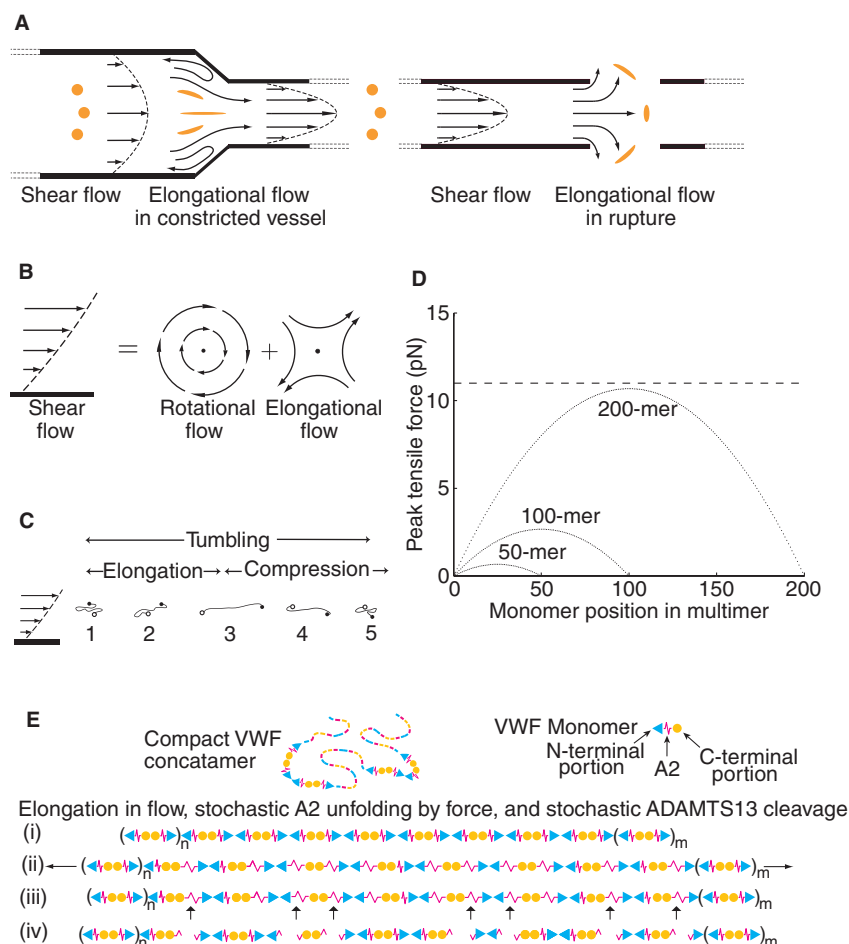 A
Shear flow
Elongational flow
in constricted vessel
Shear flow
Elongational flow
in rupture
B
=
+
Shear
flow
Rotational
flow
Elongational
flow
C
Tumbling
Elongation
Compression
1 2 3 4 5
D
Peak tensile force (pN)
15
10
5
0
200-mer
100-mer
50-mer
0 50 100 150 200
Monomer position in multimer
E
Compact VWF
concatamer
VWF Monomer
N-terminal
portion
A2
C-terminal
portion
Elongation in flow, stochastic A2 unfolding by force, and stochastic ADAMTS13 cleavage
(i) ( )n ( )m
(ii) ( )n ( )m
(iii) ( )n ( )m
(iv) ( )n ( )m